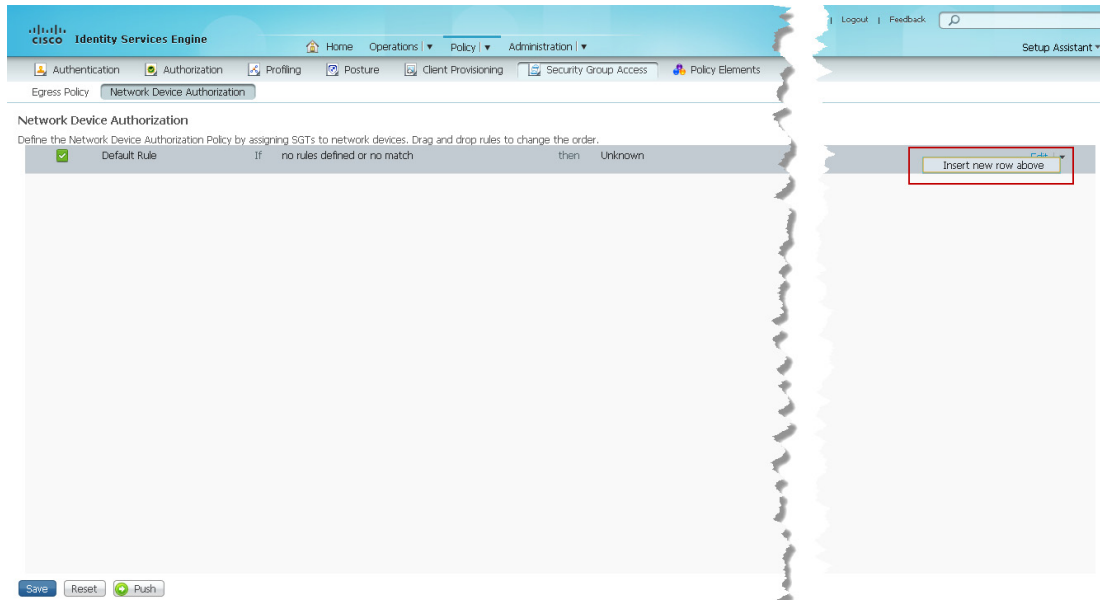 Logout | Feedback
cisco Identity Services Engine
Home Operations | Policy | Administration |
Setup Assistant
Authentication Authorization Profiling Posture Client Provisioning Security Group Access Policy Elements
Egress Policy Network Device Authorization
Network Device Authorization
Define the Network Device Authorization Policy by assigning SGTs to network devices. Drag and drop rules to change the order.
Default Rule If no rules defined or no match then Unknown Edit |
Insert new row above
Save Reset Push